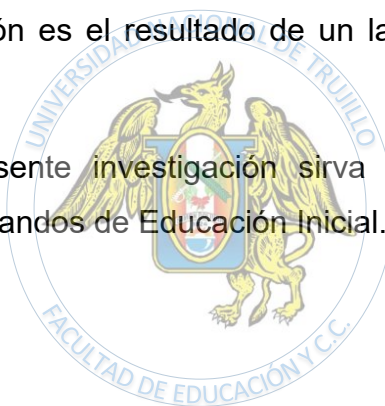 ón es el resultado de un la
sente investigación sirva
andos de Educación Inicial.
UNIVERSIDAD NACIONAL DE TRUJILLO
FACULTAD DE EDUCACIÓN Y C.C.